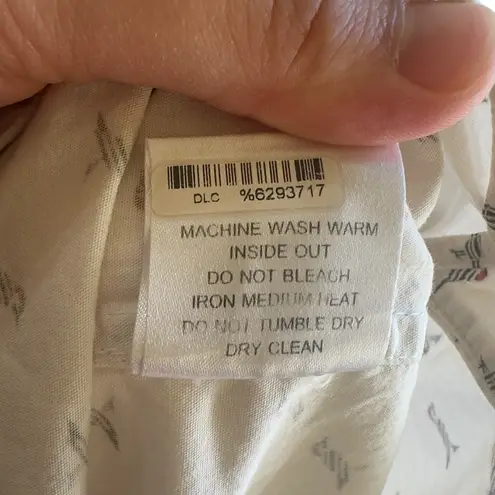 DLC %6293717
MACHINE WASH WARM
INSIDE OUT
DO NOT BLEACH
IRON MEDIUM HEAT
DO NOT TUMBLE DRY
DRY CLEAN